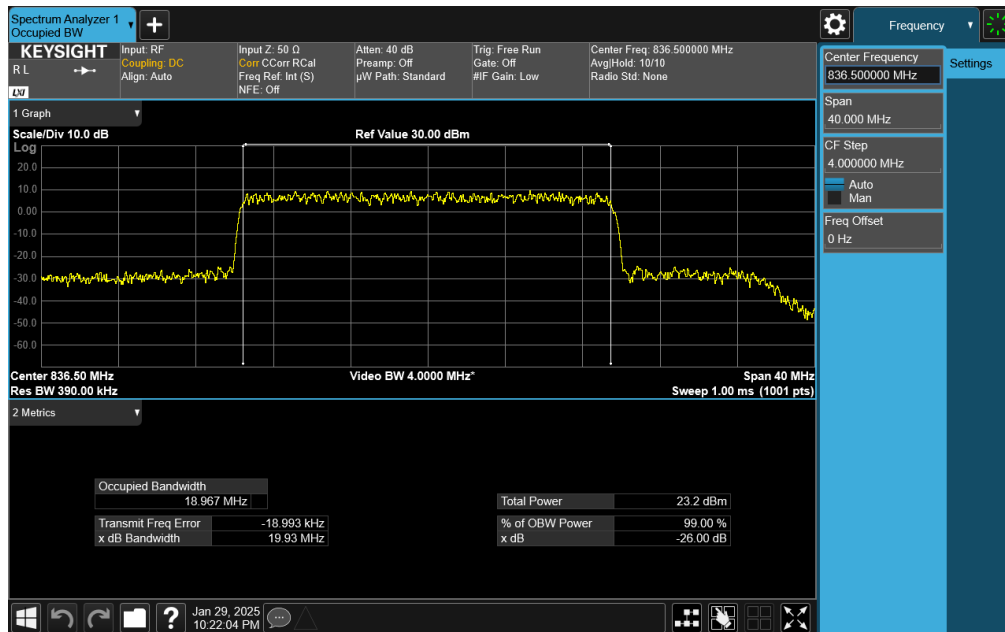 Spectrum Analyzer 1
Occupied BW
Frequency
KEYSIGHT
R L
LXI
Input: RF
Coupling: DC
Align: Auto
Input Z: 50 Ω
Corr CCorr RCal
Freq Ref: Int (S)
NFE: Off
Atten: 40 dB
Preamp: Off
µW Path: Standard
Trig: Free Run
Gate: Off
#IF Gain: Low
Center Freq: 836.500000 MHz
Avg|Hold: 10/10
Radio Std: None
Center Frequency
836.500000 MHz
Settings
Span
40.000 MHz
CF Step
4.000000 MHz
Auto
Man
Freq Offset
0 Hz
1 Graph
Scale/Div 10.0 dB
Ref Value 30.00 dBm
Log
20.0
10.0
0.00
-10.0
-20.0
-30.0
-40.0
-50.0
-60.0
Center 836.50 MHz
Video BW 4.0000 MHz*
Span 40 MHz
Res BW 390.00 kHz
Sweep 1.00 ms (1001 pts)
2 Metrics
Occupied Bandwidth
18.967 MHz
Total Power 23.2 dBm
Transmit Freq Error -18.993 kHz
% of OBW Power 99.00 %
x dB Bandwidth 19.93 MHz
x dB -26.00 dB
?
Jan 29, 2025
10:22:04 PM